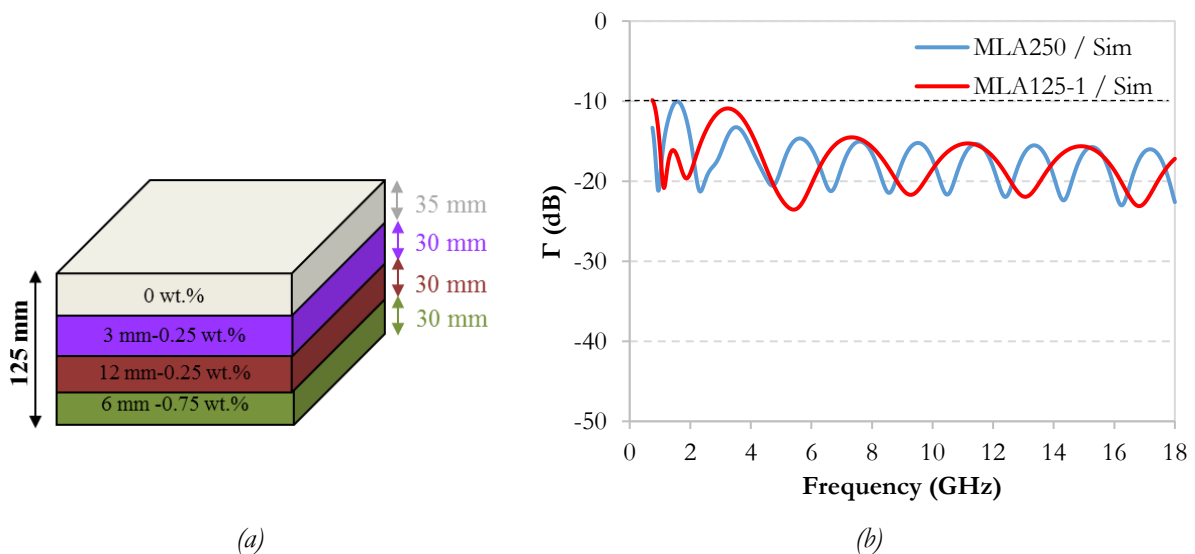 35 mm
30 mm
30 mm
30 mm
125 mm
0 wt.%
3 mm-0.25 wt.%
12 mm-0.25 wt.%
6 mm -0.75 wt.%
(a)
MLA250 / Sim
MLA125-1 / Sim
0
-10
-20
-30
-40
-50
Γ (dB)
0 2 4 6 8 10 12 14 16 18
Frequency (GHz)
(b)